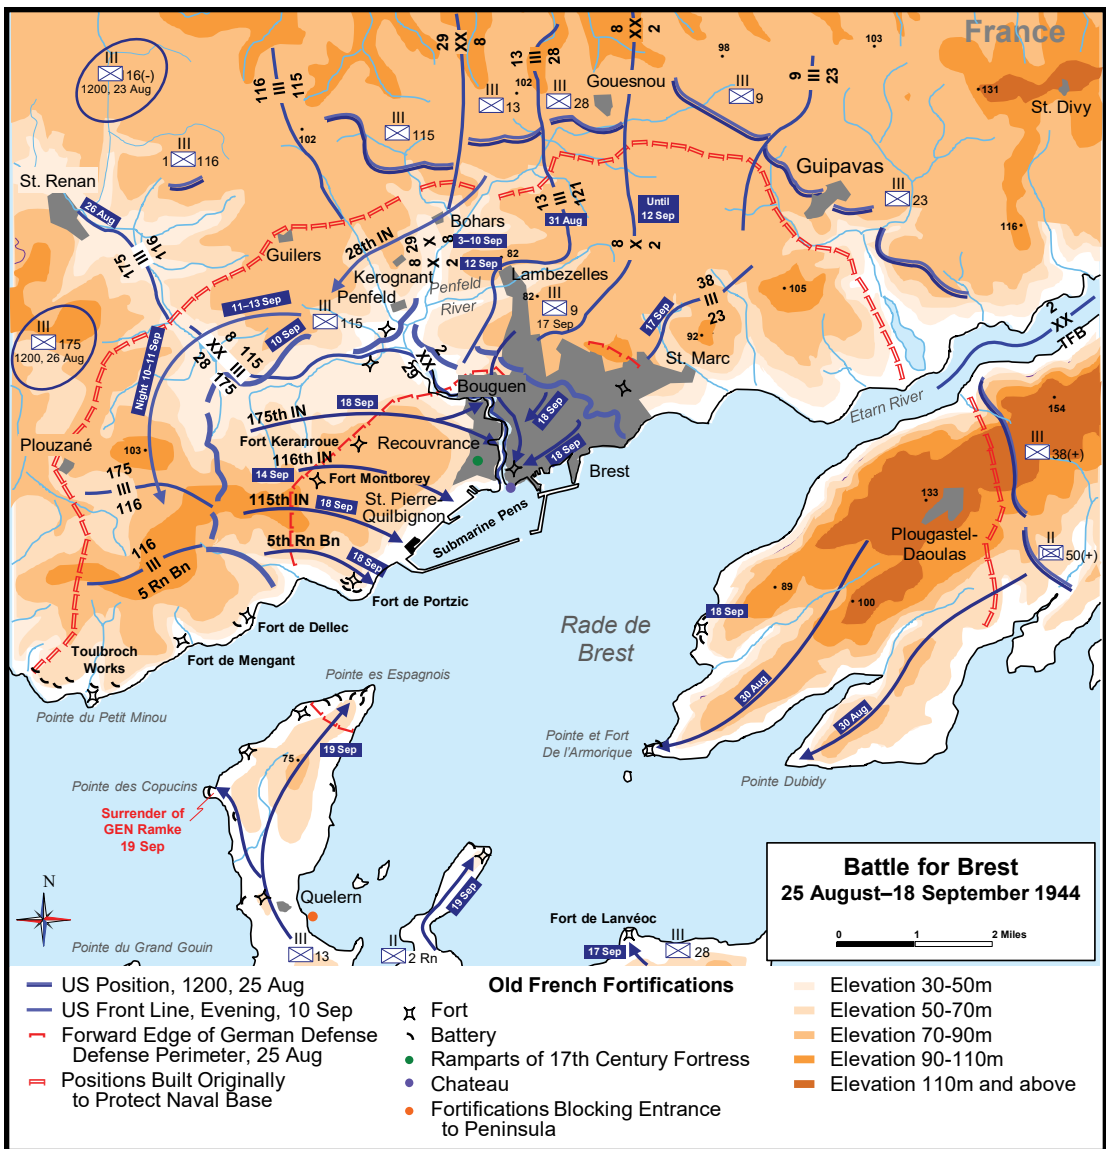 France
29
XX
8
8
XX
2
13
III
28
98
103
III
16(-)
1200, 23 Aug
116
III
115
102
III
13
III
28
Gouesnou
III
9
9
III
23
131
St. Divy
102
III
115
III
1
116
St. Renan
26 Aug
116
III
175
Guipavas
III
23
13
III
121
31 Aug
Until
12 Sep
Bohars
3–10 Sep
12 Sep
82
29
X
8
8
X
2
8
X
2
116
Guilers
28th IN
Kerognant
Penfeld
Penfeld
River
Lambezelles
82
III
9
17 Sep
38
III
23
17 Sep
92
St. Marc
105
2
XX
TFB
11–13 Sep
III
115
10 Sep
III
175
1200, 26 Aug
Night 10–11 Sep
8
XX
28
115
III
175
2
XX
29
Bouguen
Etarn River
154
175th IN
18 Sep
18 Sep
18 Sep
Fort Keranroue
Recouvrance
Plouzané
103
116th IN
14 Sep
Fort Montborey
Brest
III
38(+)
175
III
116
115th IN
18 Sep
St. Pierre-
Quilbignon
Submarine Pens
133
Plougastel-
Daoulas
116
III
5 Rn Bn
5th Rn Bn
18 Sep
II
50(+)
Fort de Portzic
89
100
Fort de Dellec
Rade de
Brest
18 Sep
Toulbroch
Works
Fort de Mengant
Pointe es Espagnois
Pointe du Petit Minou
30 Aug
30 Aug
19 Sep
75
Pointe et Fort
De l'Armorique
Pointe des Copucins
Pointe Dubidy
Surrender of
GEN Ramke
19 Sep
Battle for Brest
25 August–18 September 1944
0
1
2 Miles
N
Quelern
19 Sep
Fort de Lanvéoc
Pointe du Grand Gouin
III
13
II
2 Rn
17 Sep
III
28
US Position, 1200, 25 Aug
US Front Line, Evening, 10 Sep
Forward Edge of German Defense
Defense Perimeter, 25 Aug
Positions Built Originally
to Protect Naval Base
Old French Fortifications
Fort
Battery
Ramparts of 17th Century Fortress
Chateau
Fortifications Blocking Entrance
to Peninsula
Elevation 30-50m
Elevation 50-70m
Elevation 70-90m
Elevation 90-110m
Elevation 110m and above